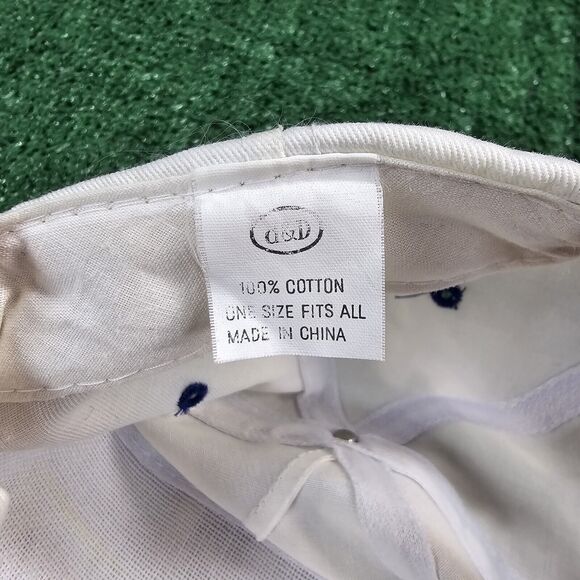 d&D
100% COTTON
ONE SIZE FITS ALL
MADE IN CHINA